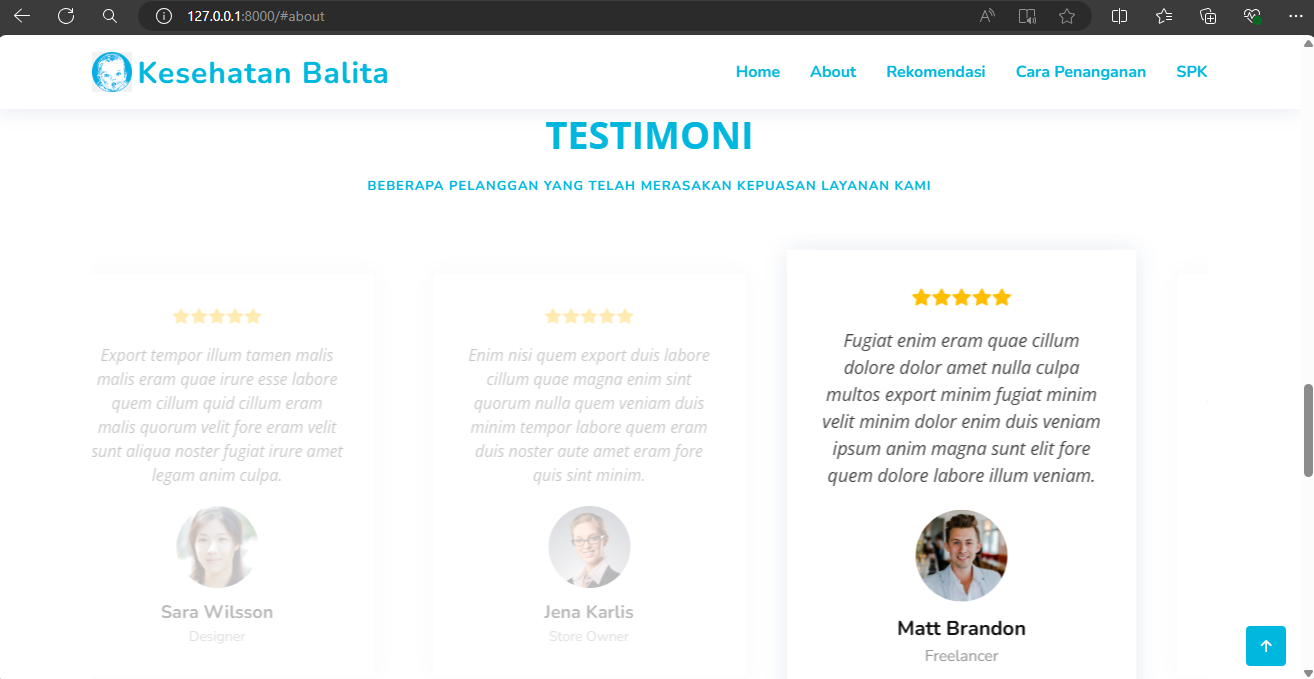 127.0.0.1:8000/#about
Kesehatan Balita
Home
About
Rekomendasi
Cara Penanganan
SPK
TESTIMONI
BEBERAPA PELANGGAN YANG TELAH MERASAKAN KEPUASAN LAYANAN KAMI
Export tempor illum tamen malis
malis eram quae irure esse labore
quem cillum quid cillum eram
malis quorum velit fore eram velit
sunt aliqua noster fugiat irure amet
legam anim culpa.
Sara Wilsson
Designer
Enim nisi quem export duis labore
cillum quae magna enim sint
quorum nulla quem veniam duis
minim tempor labore quem eram
duis noster aute amet eram fore
quis sint minim.
Jena Karlis
Store Owner
Fugiat enim eram quae cillum
dolore dolor amet nulla culpa
multos export minim fugiat minim
velit minim dolor enim duis veniam
ipsum anim magna sunt elit fore
quem dolore labore illum veniam.
Matt Brandon
Freelancer